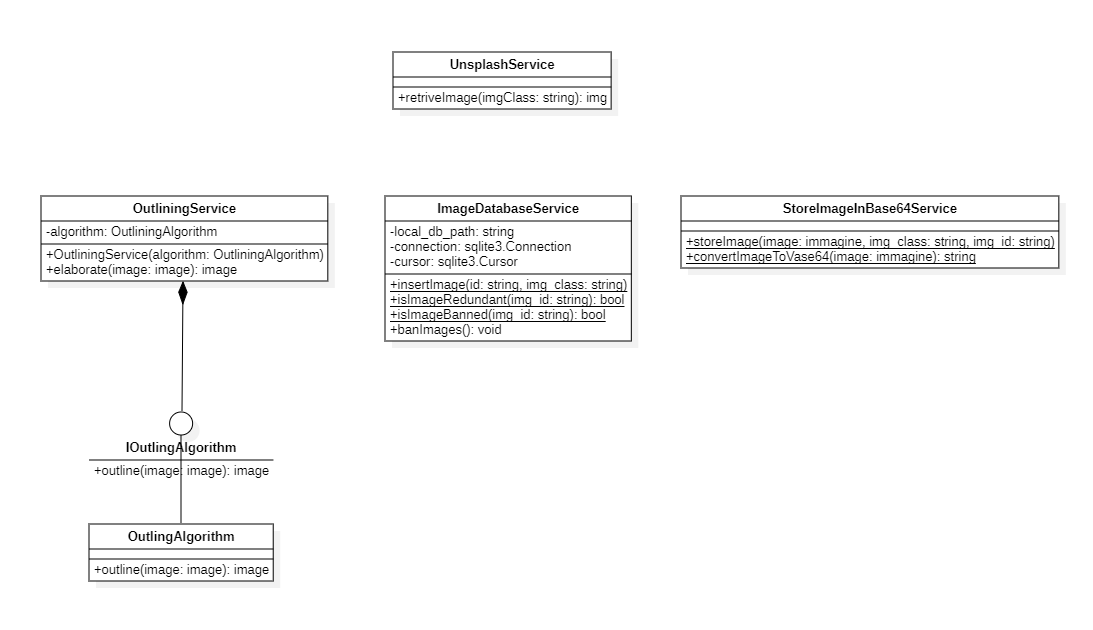 UnsplashService
+retriveImage(imgClass: string): img
OutliningService
-algorithm: OutliningAlgorithm
+OutliningService(algorithm: OutliningAlgorithm)
+elaborate(image: image): image
ImageDatabaseService
-local_db_path: string
-connection: sqlite3.Connection
-cursor: sqlite3.Cursor
+insertImage(id: string, img_class: string)
+isImageRedundant(img_id: string): bool
+isImageBanned(img_id: string): bool
+banImages(): void
StoreImageInBase64Service
+storeImage(image: immagine, img_class: string, img_id: string)
+convertImageToVase64(image: immagine): string
IOutlingAlgorithm
+outline(image: image): image
OutlingAlgorithm
+outline(image: image): image